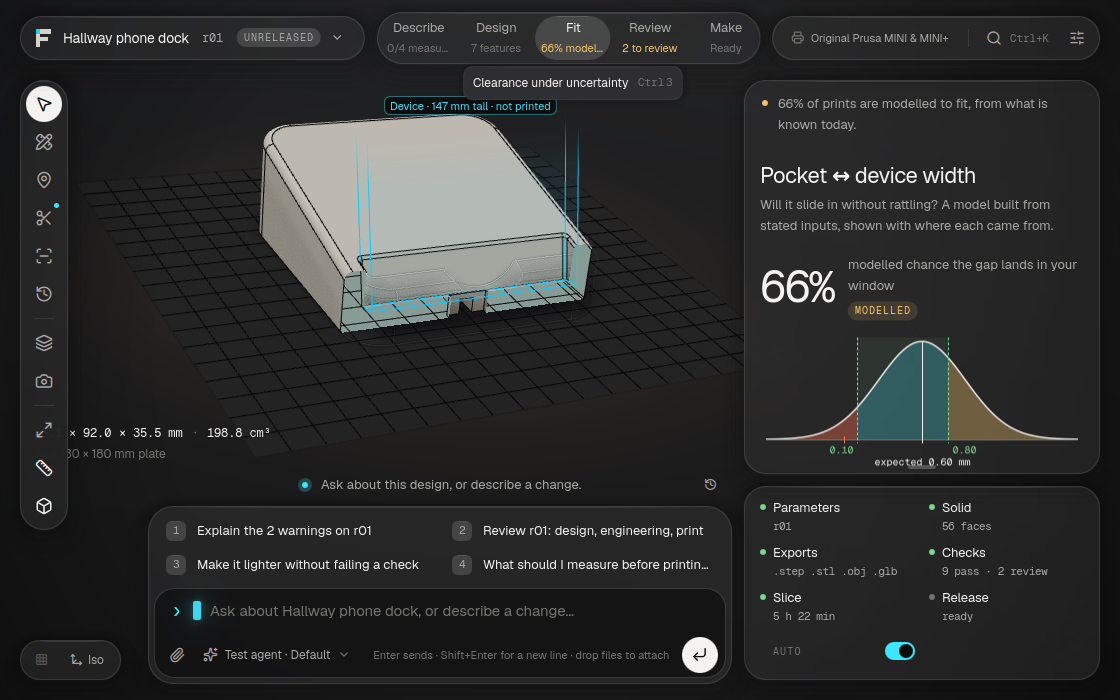 Hallway phone dock r01 UNRELEASED
Describe
0/4 measu…
Design
7 features
Fit
66% model…
Review
2 to review
Make
Ready
Original Prusa MINI & MINI+
Ctrl+K
Clearance under uncertainty Ctrl3
Device · 147 mm tall · not printed
× 92.0 × 35.5 mm · 198.8 cm³
× 180 mm plate
66% of prints are modelled to fit, from what is
known today.
Pocket ↔ device width
Will it slide in without rattling? A model built from
stated inputs, shown with where each came from.
66%
modelled chance the gap lands in your
window
MODELLED
0.10
0.80
expected 0.60 mm
Ask about this design, or describe a change.
1 Explain the 2 warnings on r01
2 Review r01: design, engineering, print
3 Make it lighter without failing a check
4 What should I measure before printin…
› Ask about Hallway phone dock, or describe a change…
Test agent · Default
Enter sends · Shift+Enter for a new line · drop files to attach
Parameters
r01
Solid
56 faces
Exports
.step .stl .obj .glb
Checks
9 pass · 2 review
Slice
5 h 22 min
Release
ready
AUTO
Iso